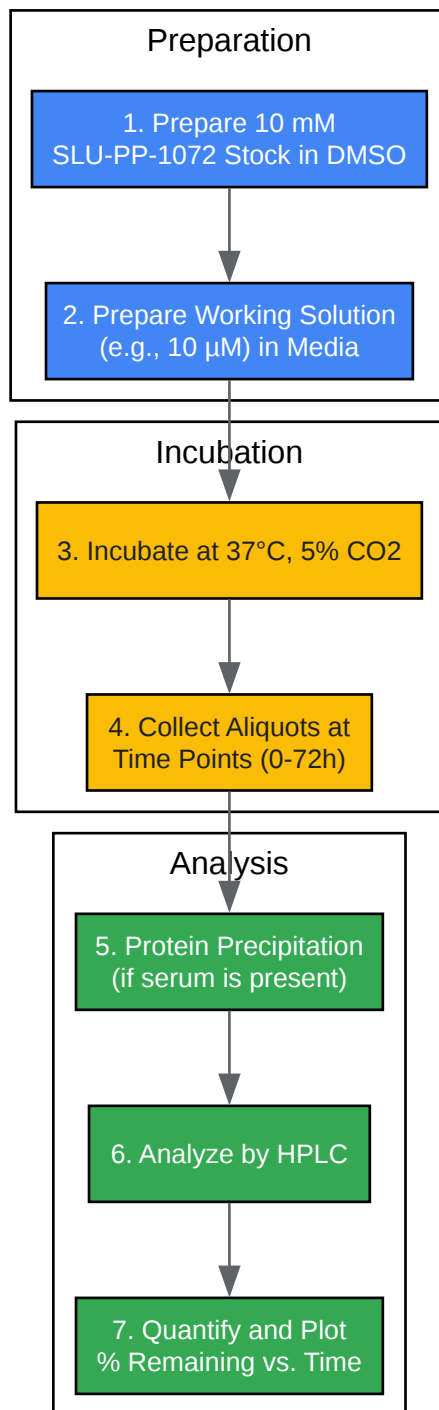 Preparation
1. Prepare 10 mM
SLU-PP-1072 Stock in DMSO
2. Prepare Working Solution
(e.g., 10 µM) in Media
Incubation
3. Incubate at 37°C, 5% CO2
4. Collect Aliquots at
Time Points (0-72h)
Analysis
5. Protein Precipitation
(if serum is present)
6. Analyze by HPLC
7. Quantify and Plot
% Remaining vs. Time